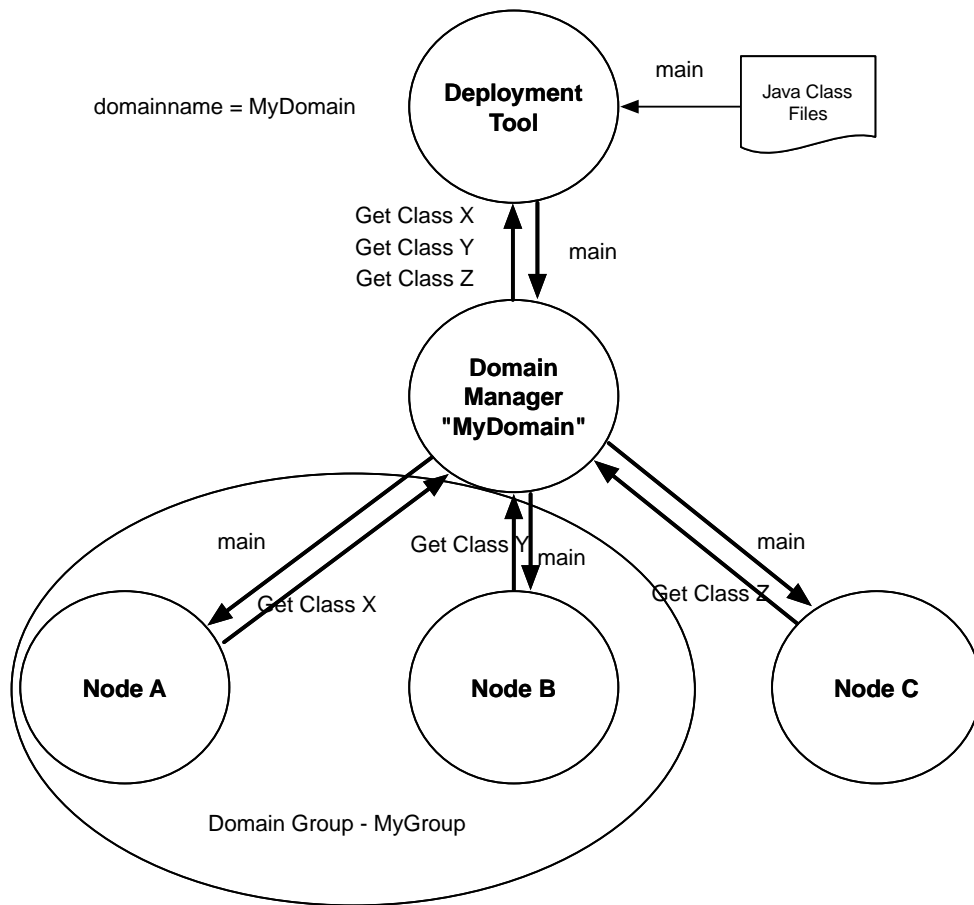 main
Java Class
Files
Deployment
Tool
domainname = MyDomain
Get Class X
Get Class Y
Get Class Z
main
Domain
Manager
"MyDomain"
main
Get Class Y
main
main
Get Class X
Get Class Z
Node A
Node B
Node C
Domain Group - MyGroup